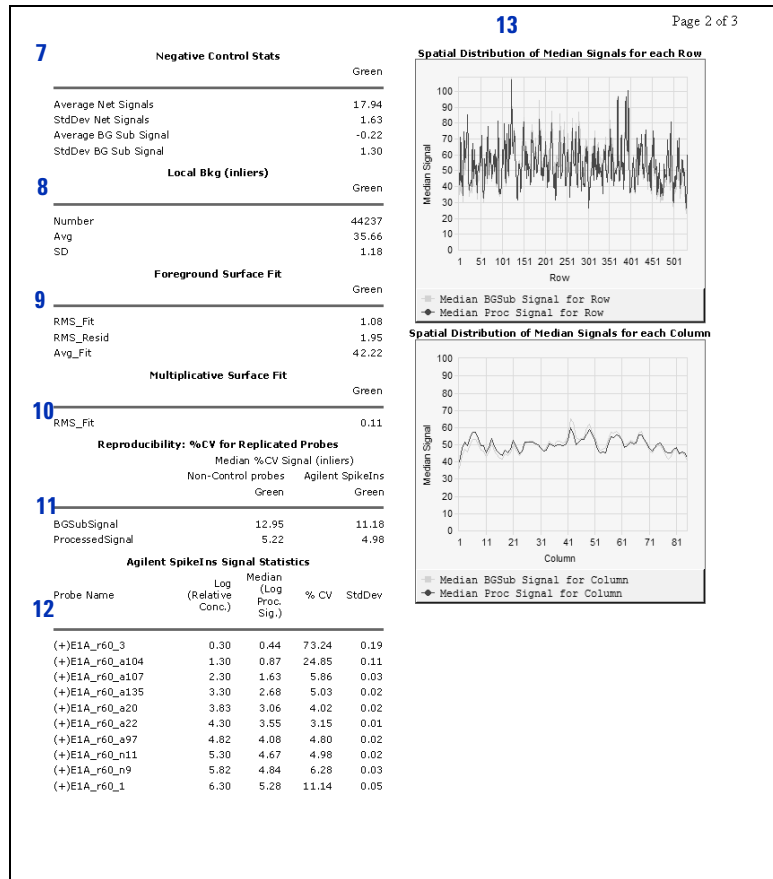 13
Page 2 of 3
7
Negative Control Stats
Green
Average Net Signals 17.94
StdDev Net Signals 1.63
Average BG Sub Signal -0.22
StdDev BG Sub Signal 1.30
Local Bkg (inliers)
8
Green
Number 44237
Avg 35.66
SD 1.18
Foreground Surface Fit
Green
9
RMS_Fit 1.08
RMS_Resid 1.95
Avg_Fit 42.22
Multiplicative Surface Fit
Green
10
RMS_Fit 0.11
Reproducibility: %CV for Replicated Probes
Median %CV Signal (inliers)
Non-Control probes Agilent SpikeIns
Green Green
11
BGSubSignal 12.95 11.18
ProcessedSignal 5.22 4.98
Agilent SpikeIns Signal Statistics
Probe Name Log (Relative Conc.) Median (Log Proc. Sig.) % CV StdDev
12
(+)E1A_r60_3 0.30 0.44 73.24 0.19
(+)E1A_r60_a104 1.30 0.87 24.85 0.11
(+)E1A_r60_a107 2.30 1.63 5.86 0.03
(+)E1A_r60_a135 3.30 2.68 5.03 0.02
(+)E1A_r60_a20 3.83 3.06 4.02 0.02
(+)E1A_r60_a22 4.30 3.55 3.15 0.01
(+)E1A_r60_a97 4.82 4.08 4.80 0.02
(+)E1A_r60_n11 5.30 4.67 4.98 0.02
(+)E1A_r60_n9 5.82 4.84 6.28 0.03
(+)E1A_r60_1 6.30 5.28 11.14 0.05
Spatial Distribution of Median Signals for each Row
Median Signal
100
90
80
70
60
50
40
30
20
10
0
1 51 101 151 201 251 301 351 401 451 501
Row
Median BGSub Signal for Row
Median Proc Signal for Row
Spatial Distribution of Median Signals for each Column
Median Signal
100
90
80
70
60
50
40
30
20
10
0
1 11 21 31 41 51 61 71 81
Column
Median BGSub Signal for Column
Median Proc Signal for Column